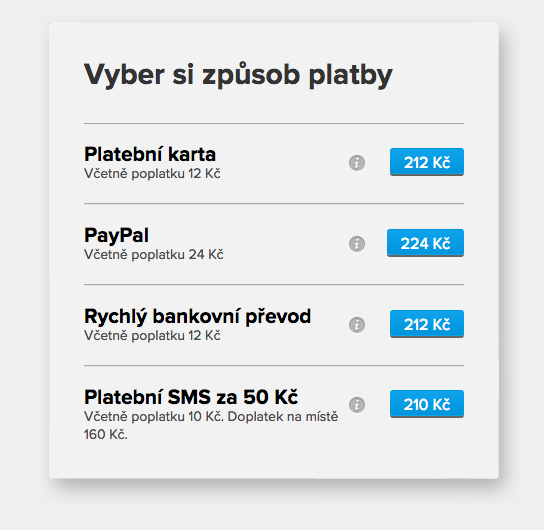 Vyber si způsob platby
Platební karta
Včetně poplatku 12 Kč
i
212 Kč
PayPal
Včetně poplatku 24 Kč
i
224 Kč
Rychlý bankovní převod
Včetně poplatku 12 Kč
i
212 Kč
Platební SMS za 50 Kč
Včetně poplatku 10 Kč. Doplatek na místě
160 Kč.
i
210 Kč